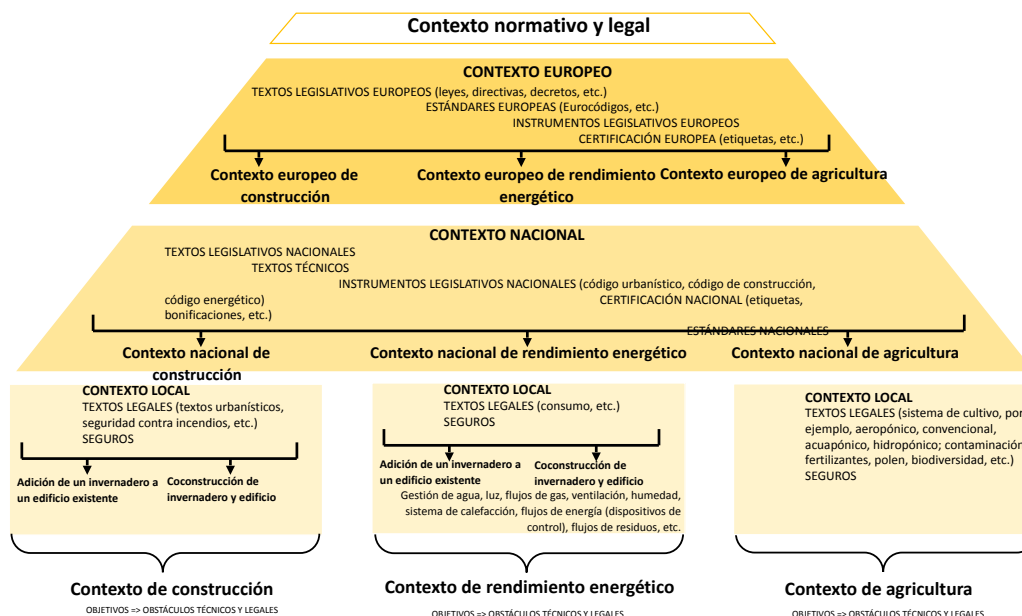 Contexto normativo y legal
CONTEXTO EUROPEO
TEXTOS LEGISLATIVOS EUROPEOS (leyes, directivas, decretos, etc.)
ESTÁNDARES EUROPEAS (Eurocódigos, etc.)
INSTRUMENTOS LEGISLATIVOS EUROPEOS
CERTIFICACIÓN EUROPEA (etiquetas, etc.)
Contexto europeo de
construcción
Contexto europeo de rendimiento
energético
Contexto europeo de agricultura
CONTEXTO NACIONAL
TEXTOS LEGISLATIVOS NACIONALES
TEXTOS TÉCNICOS
INSTRUMENTOS LEGISLATIVOS NACIONALES (código urbanístico, código de construcción,
código energético)
CERTIFICACIÓN NACIONAL (etiquetas,
bonificaciones, etc.)
ESTÁNDARES NACIONALES
Contexto nacional de
construcción
Contexto nacional de rendimiento energético
Contexto nacional de agricultura
CONTEXTO LOCAL
TEXTOS LEGALES (textos urbanísticos,
seguridad contra incendios, etc.)
SEGUROS
Adición de un invernadero a
un edificio existente
Coconstrucción de
invernadero y edificio
CONTEXTO LOCAL
TEXTOS LEGALES (consumo, etc.)
SEGUROS
Adición de un invernadero a
un edificio existente
Coconstrucción de
invernadero y edificio
Gestión de agua, luz, flujos de gas, ventilación, humedad,
sistema de calefacción, flujos de energía (dispositivos de
control), flujos de residuos, etc.
CONTEXTO LOCAL
TEXTOS LEGALES (sistema de cultivo, por
ejemplo, aeropónico, convencional,
acuapónico, hidropónico; contaminación
fertilizantes, polen, biodiversidad, etc.)
SEGUROS
Contexto de construcción
OBJETIVOS => OBSTÁCULOS TÉCNICOS Y LEGALES
Contexto de rendimiento energético
OBJETIVOS => OBSTÁCULOS TÉCNICOS Y LEGALES
Contexto de agricultura
OBJETIVOS => OBSTÁCULOS TÉCNICOS Y LEGALES